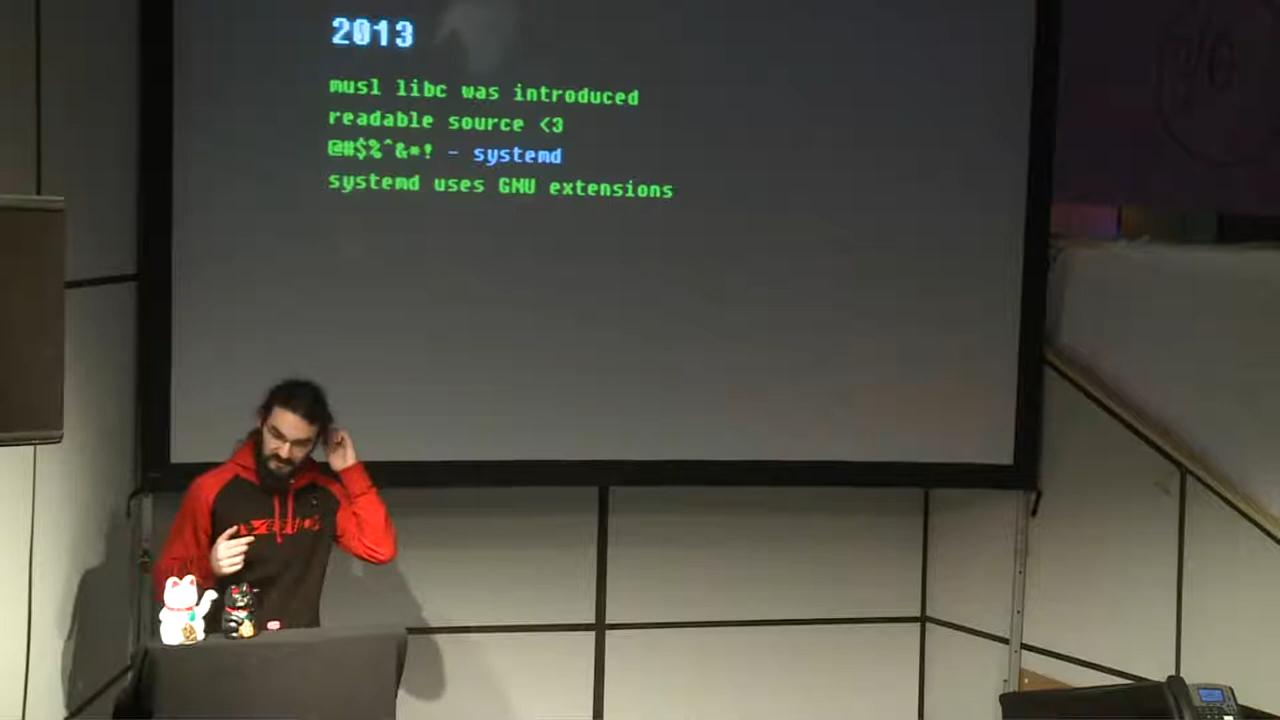 2013
musl libc was introduced
readable source <3
@#$%^&*! - systemd
systemd uses GNU extensions